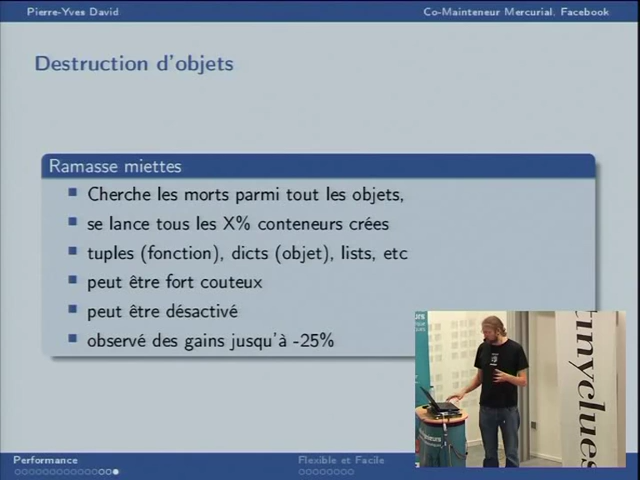 Pierre-Yves David
Co-Mainteneur Mercurial, Facebook
Destruction d'objets
Ramasse miettes
Cherche les morts parmi tout les objets,
se lance tous les X% conteneurs crées
tuples (fonction), dicts (objet), lists, etc
peut être fort couteux
peut être désactivé
observé des gains jusqu'à -25%
tinyclues
Performance
Flexible et Facile